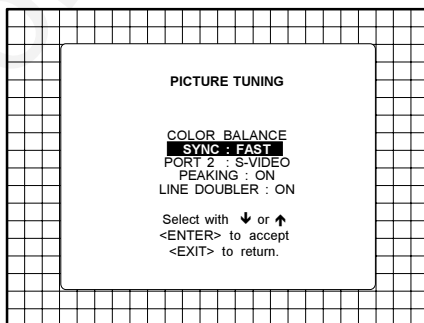 PICTURE TUNING
COLOR BALANCE
SYNC : FAST
PORT 2 : S-VIDEO
PEAKING : ON
LINE DOUBLER : ON
Select with ↓ or ↑
<ENTER> to accept
<EXIT> to return.